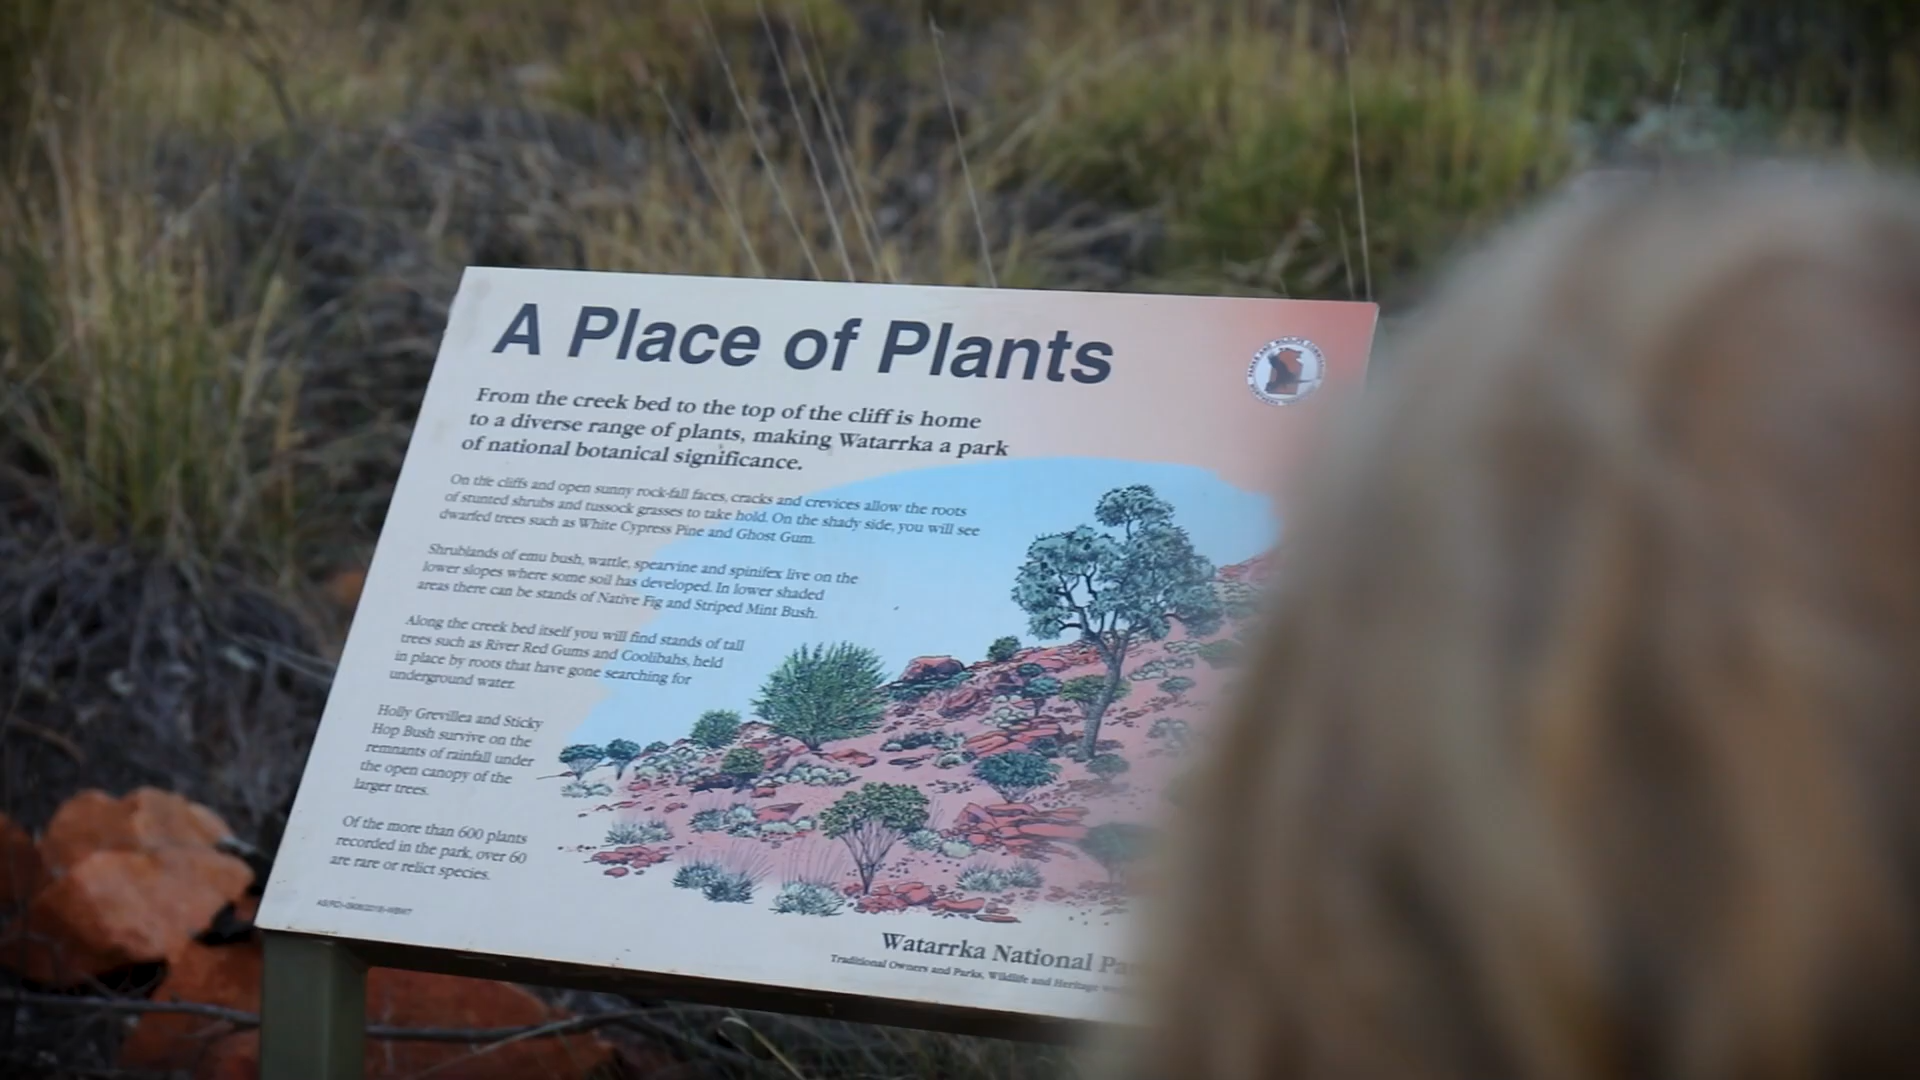 A Place of Plants
From the creek bed to the top of the cliff is home
to a diverse range of plants, making Watarrka a park
of national botanical significance.
On the cliffs and open sunny rock-fall faces, cracks and crevices allow the roots
of stunted shrubs and tussock grasses to take hold. On the shady side, you will see
dwarfed trees such as White Cypress Pine and Ghost Gum.
Shrublands of emu bush, wattle, spearvine and spinifex live on the
lower slopes where some soil has developed. In lower shaded
areas there can be stands of Native Fig and Striped Mint Bush.
Along the creek bed itself you will find stands of tall
trees such as River Red Gums and Coolibahs, held
in place by roots that have gone searching for
underground water.
Holly Grevillea and Sticky
Hop Bush survive on the
remnants of rainfall under
the open canopy of the
larger trees.
Of the more than 600 plants
recorded in the park, over 60
are rare or relict species.
Watarrka National
Traditional Owners and Parks, Wildlife and Heritage